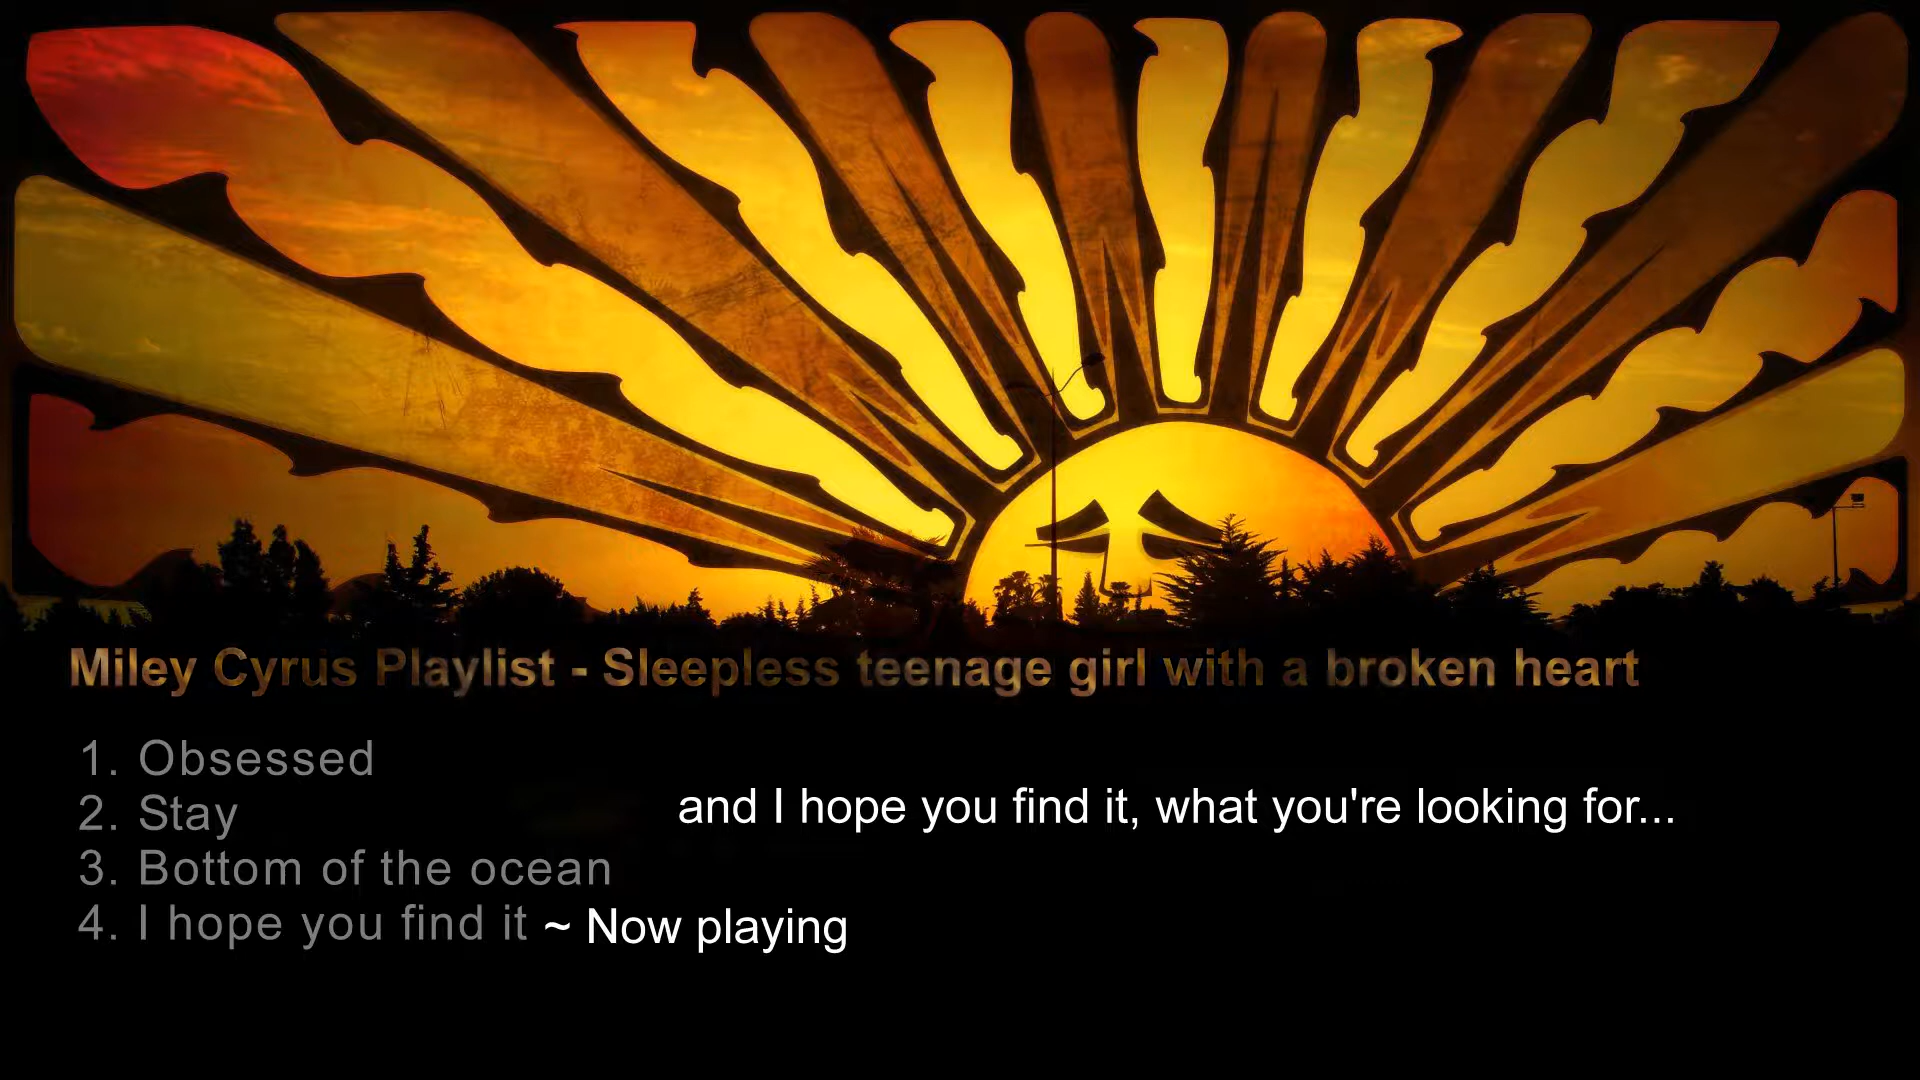 Miley Cyrus Playlist - Sleepless teenage girl with a broken heart
1. Obsessed
2. Stay
and I hope you find it, what you're looking for...
3. Bottom of the ocean
4. I hope you find it ~ Now playing